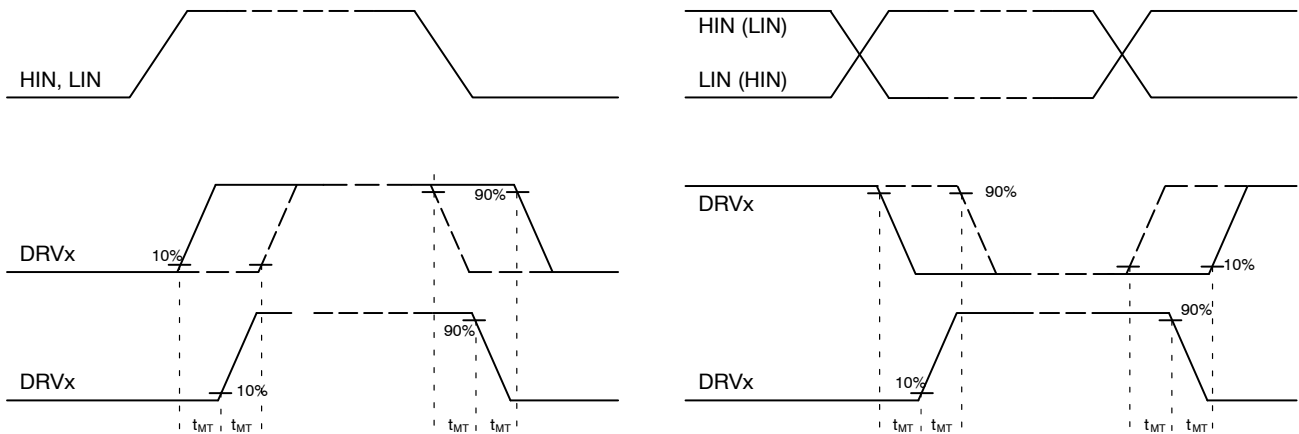 HIN, LIN
DRVx
10%
90%
DRVx
10%
90%
tMT tMT tMT tMT
HIN (LIN)
LIN (HIN)
DRVx
90%
10%
DRVx
10%
90%
tMT tMT tMT tMT